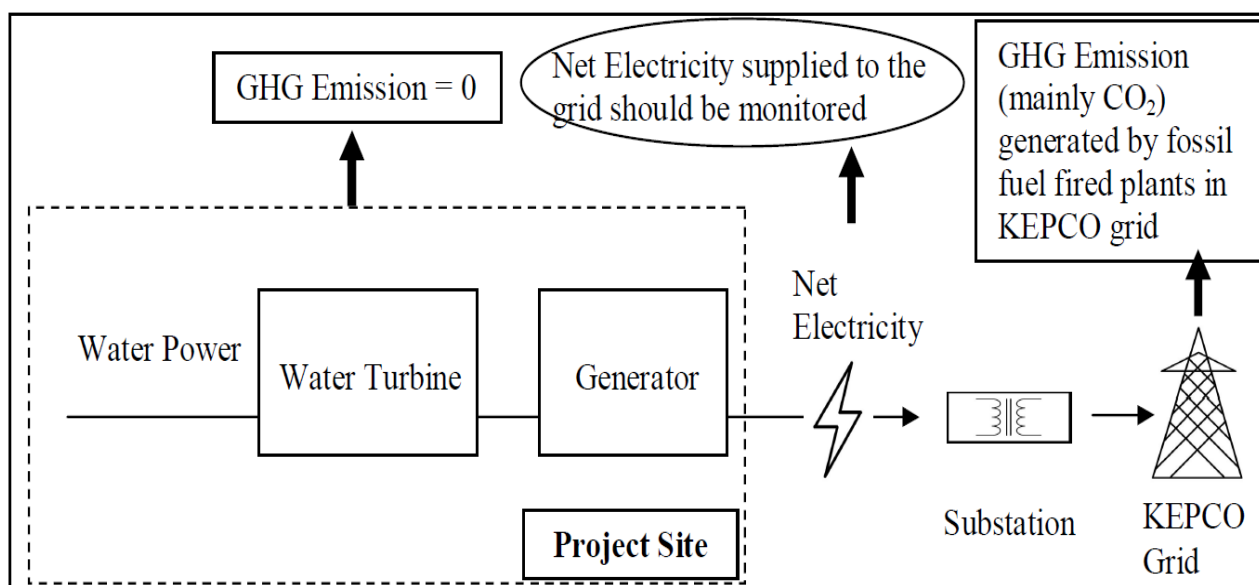 GHG Emission = 0
Net Electricity supplied to the
grid should be monitored
GHG Emission
(mainly CO₂)
generated by fossil
fuel fired plants in
KEPCO grid
Water Power
Water Turbine
Generator
Net
Electricity
Project Site
Substation
KEPCO
Grid